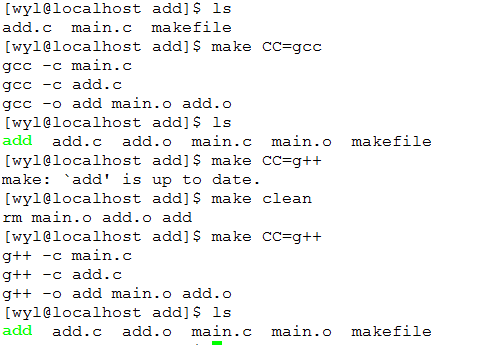 [wyl@localhost add]$ ls
add.c  main.c  makefile
[wyl@localhost add]$ make CC=gcc
gcc -c main.c
gcc -c add.c
gcc -o add main.o add.o
[wyl@localhost add]$ ls
add  add.c  add.o  main.c  main.o  makefile
[wyl@localhost add]$ make CC=g++
make: `add' is up to date.
[wyl@localhost add]$ make clean
rm main.o add.o add
[wyl@localhost add]$ make CC=g++
g++ -c main.c
g++ -c add.c
g++ -o add main.o add.o
[wyl@localhost add]$ ls
add  add.c  add.o  main.c  main.o  makefile